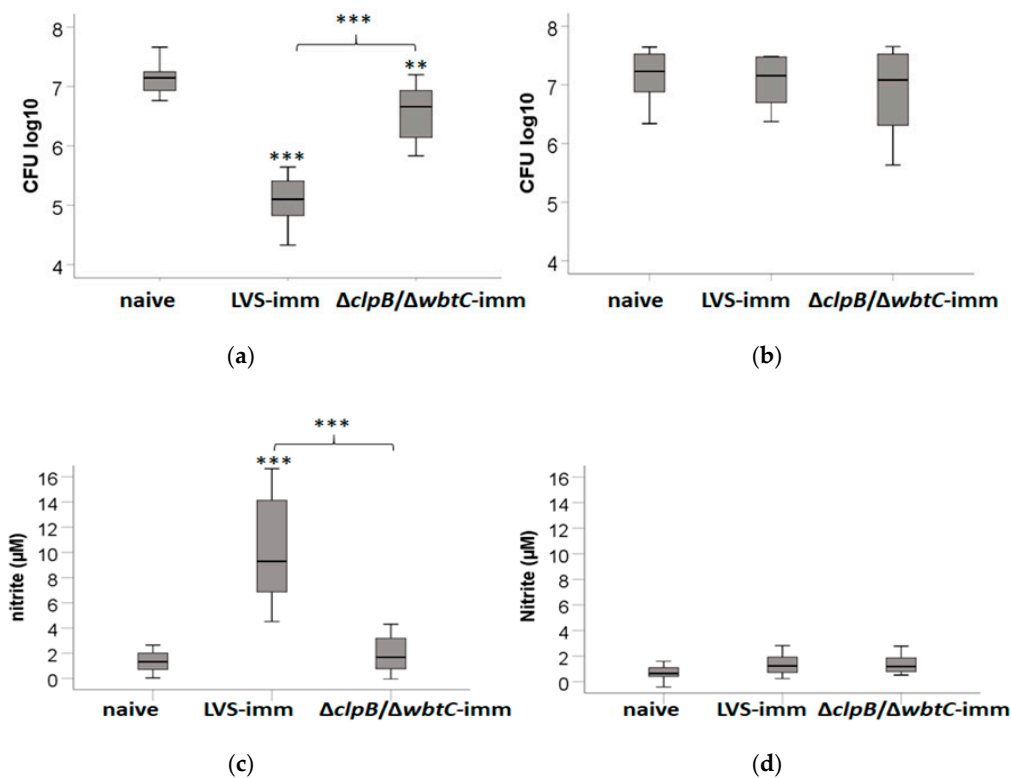 ***
***
**
8
7
6
5
4
CFU log10
naive LVS-imm ΔclpB/ΔwbtC-imm
(a)
8
7
6
5
4
CFU log10
naive LVS-imm ΔclpB/ΔwbtC-imm
(b)
***
***
16
14
12
10
8
6
4
2
0
nitrite (µM)
naive LVS-imm ΔclpB/ΔwbtC-imm
(c)
16
14
12
10
8
6
4
2
0
Nitrite (µM)
naive LVS-imm ΔclpB/ΔwbtC-imm
(d)